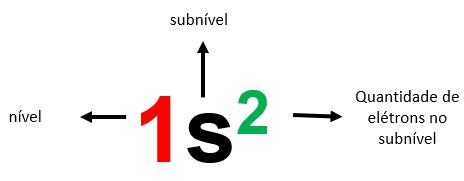 subnível
nível
1s²
Quantidade de
elétrons no
subnível